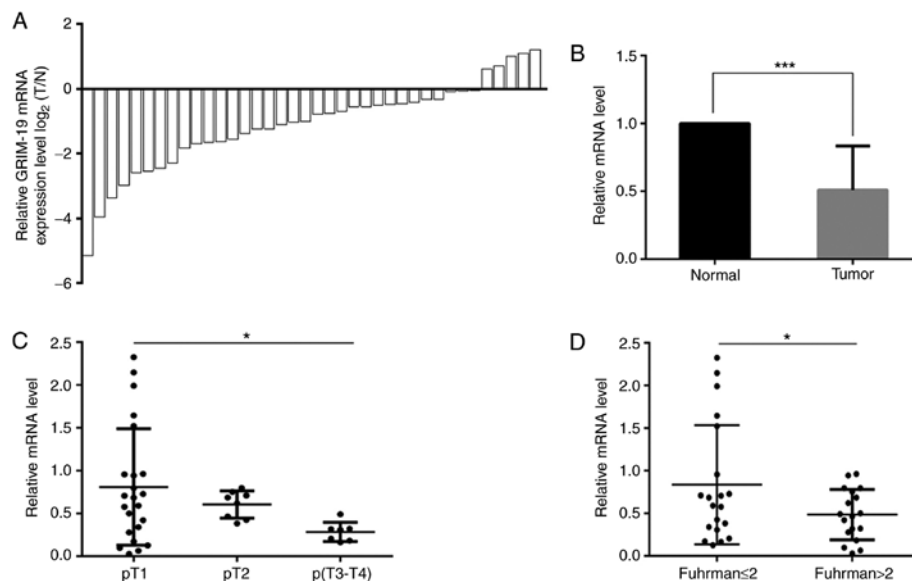 A
Relative GRIM-19 mRNA
expression level log2 (T/N)
2
0
−2
−4
−6
B
Relative mRNA level
1.5
1.0
0.5
0.0
***
Normal
Tumor
C
Relative mRNA level
2.5
2.0
1.5
1.0
0.5
0.0
*
pT1
pT2
p(T3-T4)
D
Relative mRNA level
2.5
2.0
1.5
1.0
0.5
0.0
*
Fuhrman≤2
Fuhrman>2